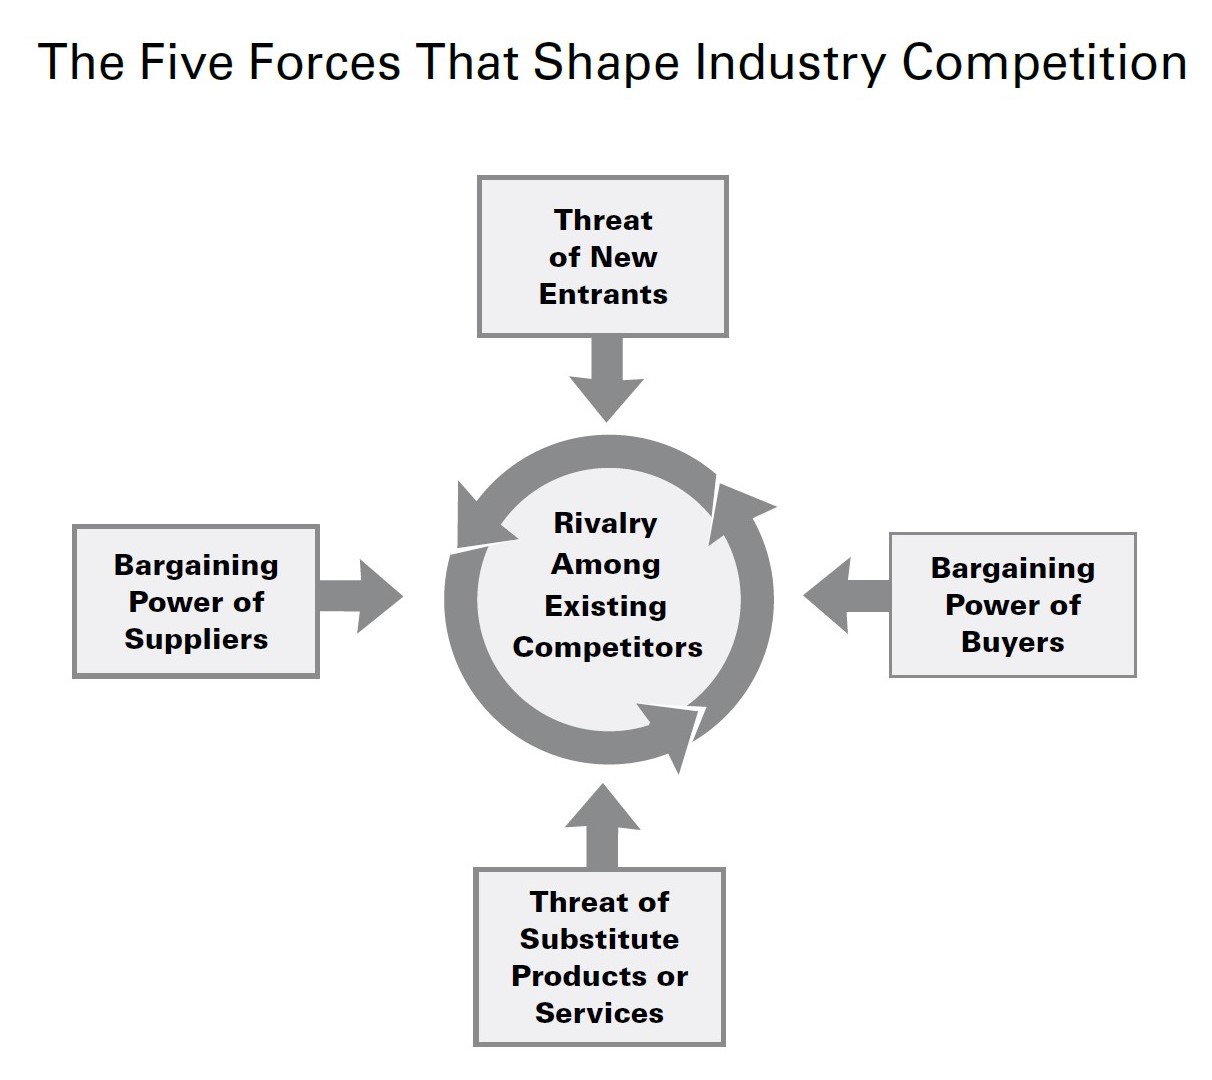 The Five Forces That Shape Industry Competition
Threat
of New
Entrants
Bargaining
Power of
Suppliers
Rivalry
Among
Existing
Competitors
Bargaining
Power of
Buyers
Threat of
Substitute
Products or
Services